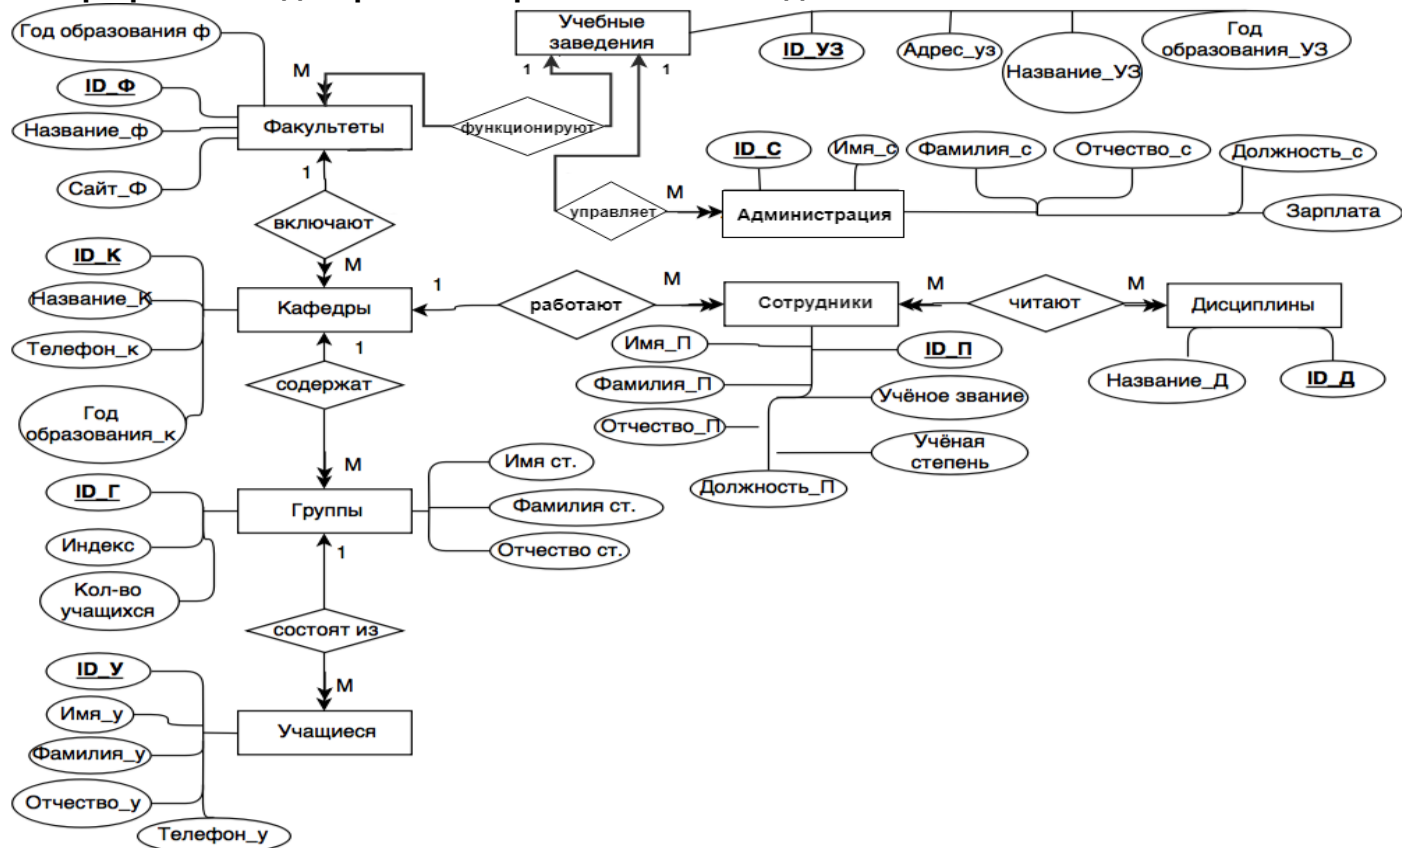 Год образования ф
Учебные
заведения
ID_УЗ
Адрес_уз
Название_УЗ
Год
образования_УЗ
М
1
1
ID_Ф
Название_ф
Факультеты
функционируют
Сайт_Ф
1
включают
М
управляет
М
ID_С
Имя_с
Фамилия_с
Отчество_с
Должность_с
Администрация
Зарплата
ID_К
Название_К
Кафедры
Телефон_к
Год
образования_к
1
работают
М
Сотрудники
М
читают
М
Дисциплины
Имя_П
ID_П
Фамилия_П
Учёное звание
Отчество_П
Учёная
степень
Должность_П
Название_Д
ID_Д
1
содержат
М
ID_Г
Группы
Индекс
Кол-во
учащихся
Имя ст.
Фамилия ст.
Отчество ст.
1
состоят из
М
ID_У
Имя_у
Учащиеся
Фамилия_у
Отчество_у
Телефон_у